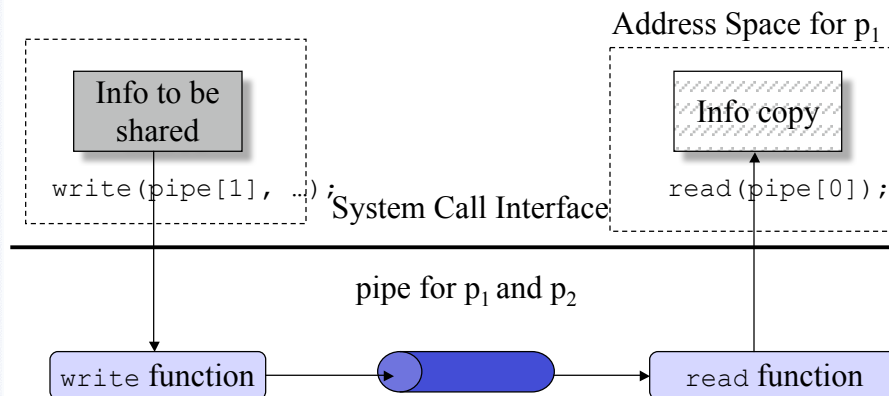 Address Space for p₁
Info to be
shared
Info copy
write(pipe[1], …);
read(pipe[0]);
System Call Interface
pipe for p₁ and p₂
write function
read function